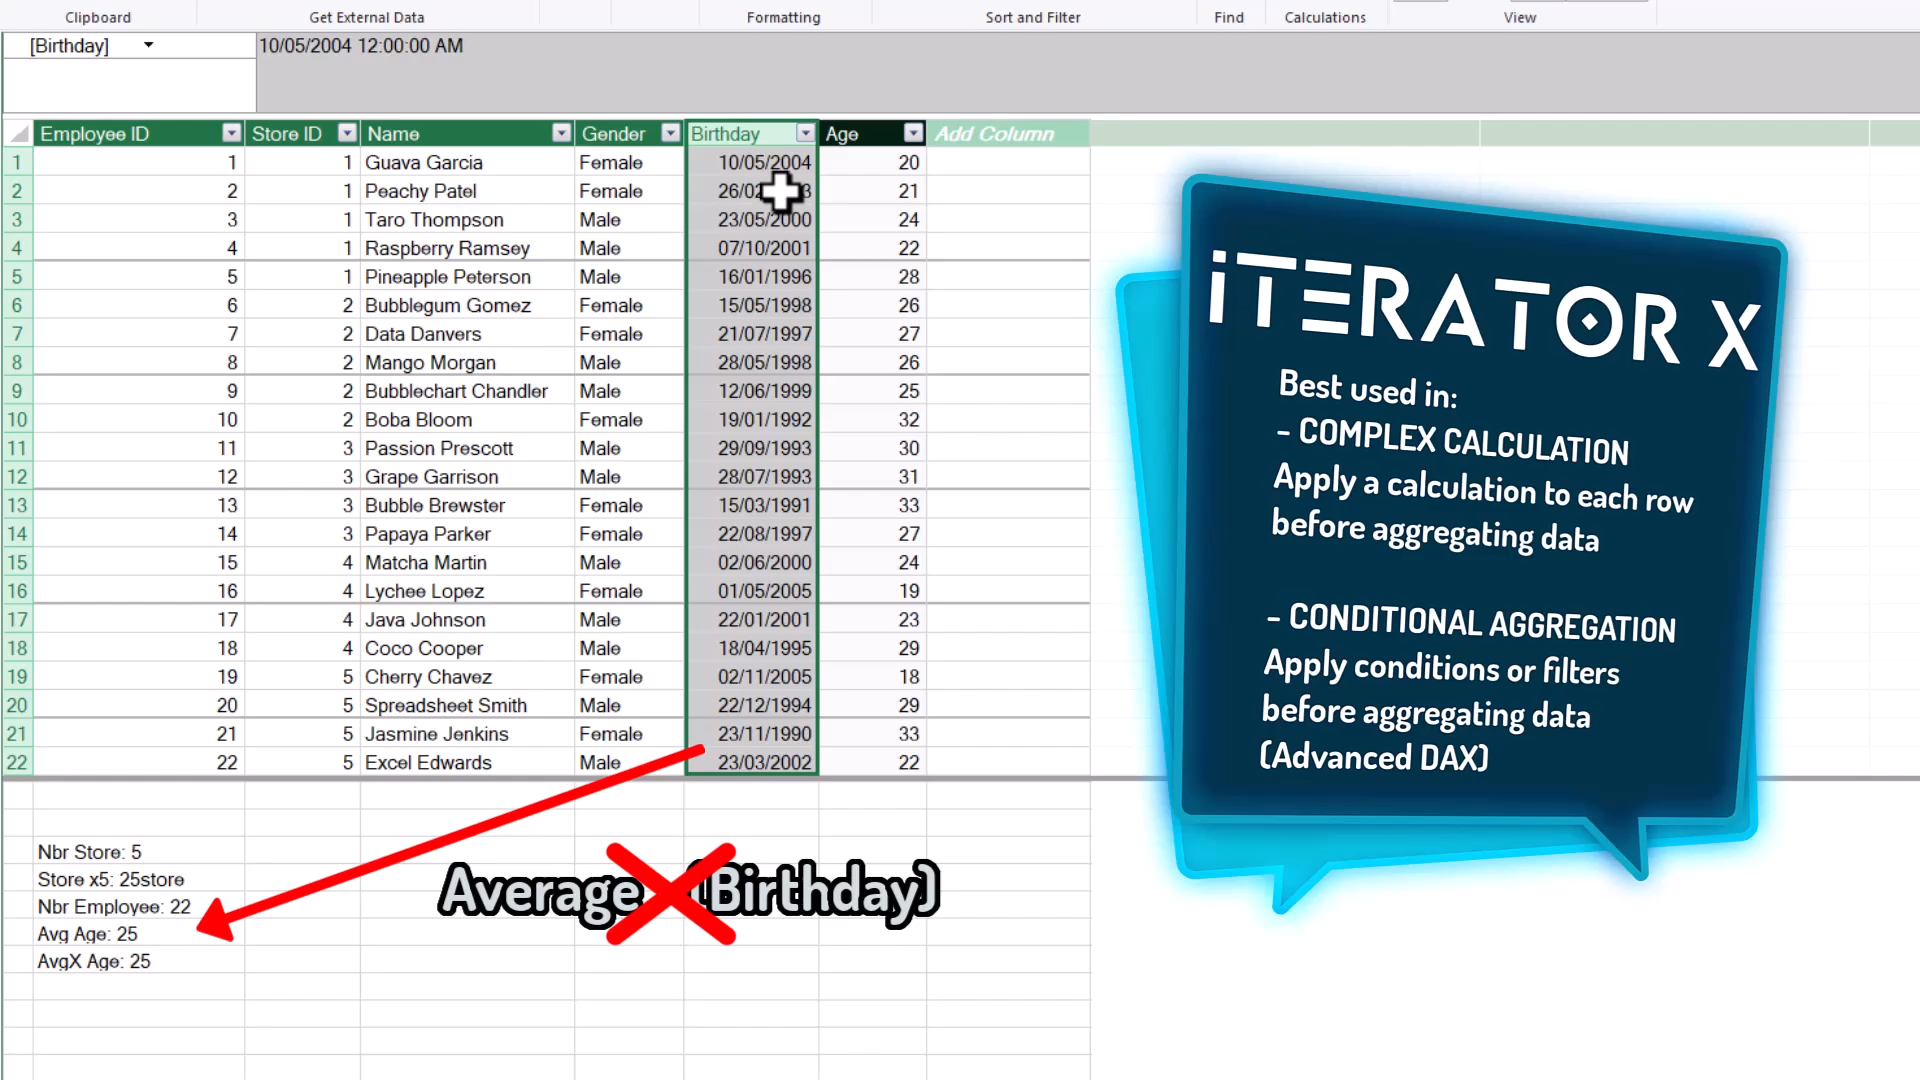 Clipboard Get External Data Formatting Sort and Filter Find Calculations View
[Birthday] 10/05/2004 12:00:00 AM
Employee ID Store ID Name Gender Birthday Age Add Column
1 1 1 Guava Garcia Female 10/05/2004 20
2 2 1 Peachy Patel Female 21
3 3 1 Taro Thompson Male 23/05/2000 24
4 4 1 Raspberry Ramsey Male 07/10/2001 22
5 5 1 Pineapple Peterson Male 16/01/1996 28
6 6 2 Bubblegum Gomez Female 15/05/1998 26
7 7 2 Data Danvers Female 21/07/1997 27
8 8 2 Mango Morgan Male 28/05/1998 26
9 9 2 Bubblechart Chandler Male 12/06/1999 25
10 10 2 Boba Bloom Female 19/01/1992 32
11 11 3 Passion Prescott Male 29/09/1993 30
12 12 3 Grape Garrison Male 28/07/1993 31
13 13 3 Bubble Brewster Female 15/03/1991 33
14 14 3 Papaya Parker Female 22/08/1997 27
15 15 4 Matcha Martin Male 02/06/2000 24
16 16 4 Lychee Lopez Female 01/05/2005 19
17 17 4 Java Johnson Male 22/01/2001 23
18 18 4 Coco Cooper Male 18/04/1995 29
19 19 5 Cherry Chavez Female 02/11/2005 18
20 20 5 Spreadsheet Smith Male 22/12/1994 29
21 21 5 Jasmine Jenkins Female 23/11/1990 33
22 22 5 Excel Edwards Male 23/03/2002 22
Nbr Store: 5
Store x5: 25store
Nbr Employee: 22
Avg Age: 25
AvgX Age: 25
Average (Birthday)
iTERATOR X
Best used in:
- COMPLEX CALCULATION
Apply a calculation to each row
before aggregating data
- CONDITIONAL AGGREGATION
Apply conditions or filters
before aggregating data
(Advanced DAX)